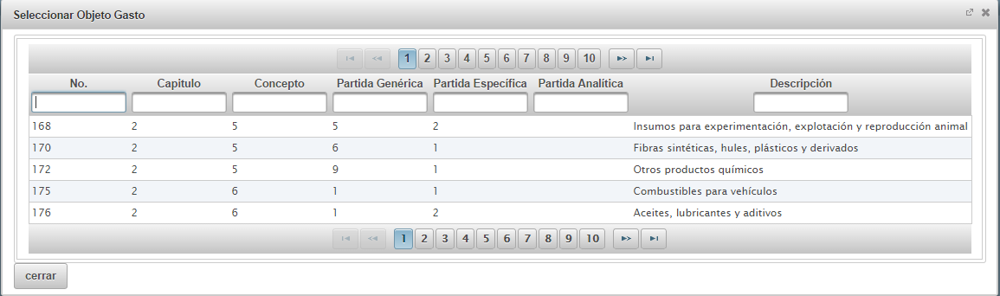 Seleccionar Objeto Gasto
1 2 3 4 5 6 7 8 9 10
No. Capitulo Concepto Partida Genérica Partida Específica Partida Analítica Descripción
168 2 5 5 2 Insumos para experimentación, explotación y reproducción animal
170 2 5 6 1 Fibras sintéticas, hules, plásticos y derivados
172 2 5 9 1 Otros productos químicos
175 2 6 1 1 Combustibles para vehículos
176 2 6 1 2 Aceites, lubricantes y aditivos
1 2 3 4 5 6 7 8 9 10
cerrar